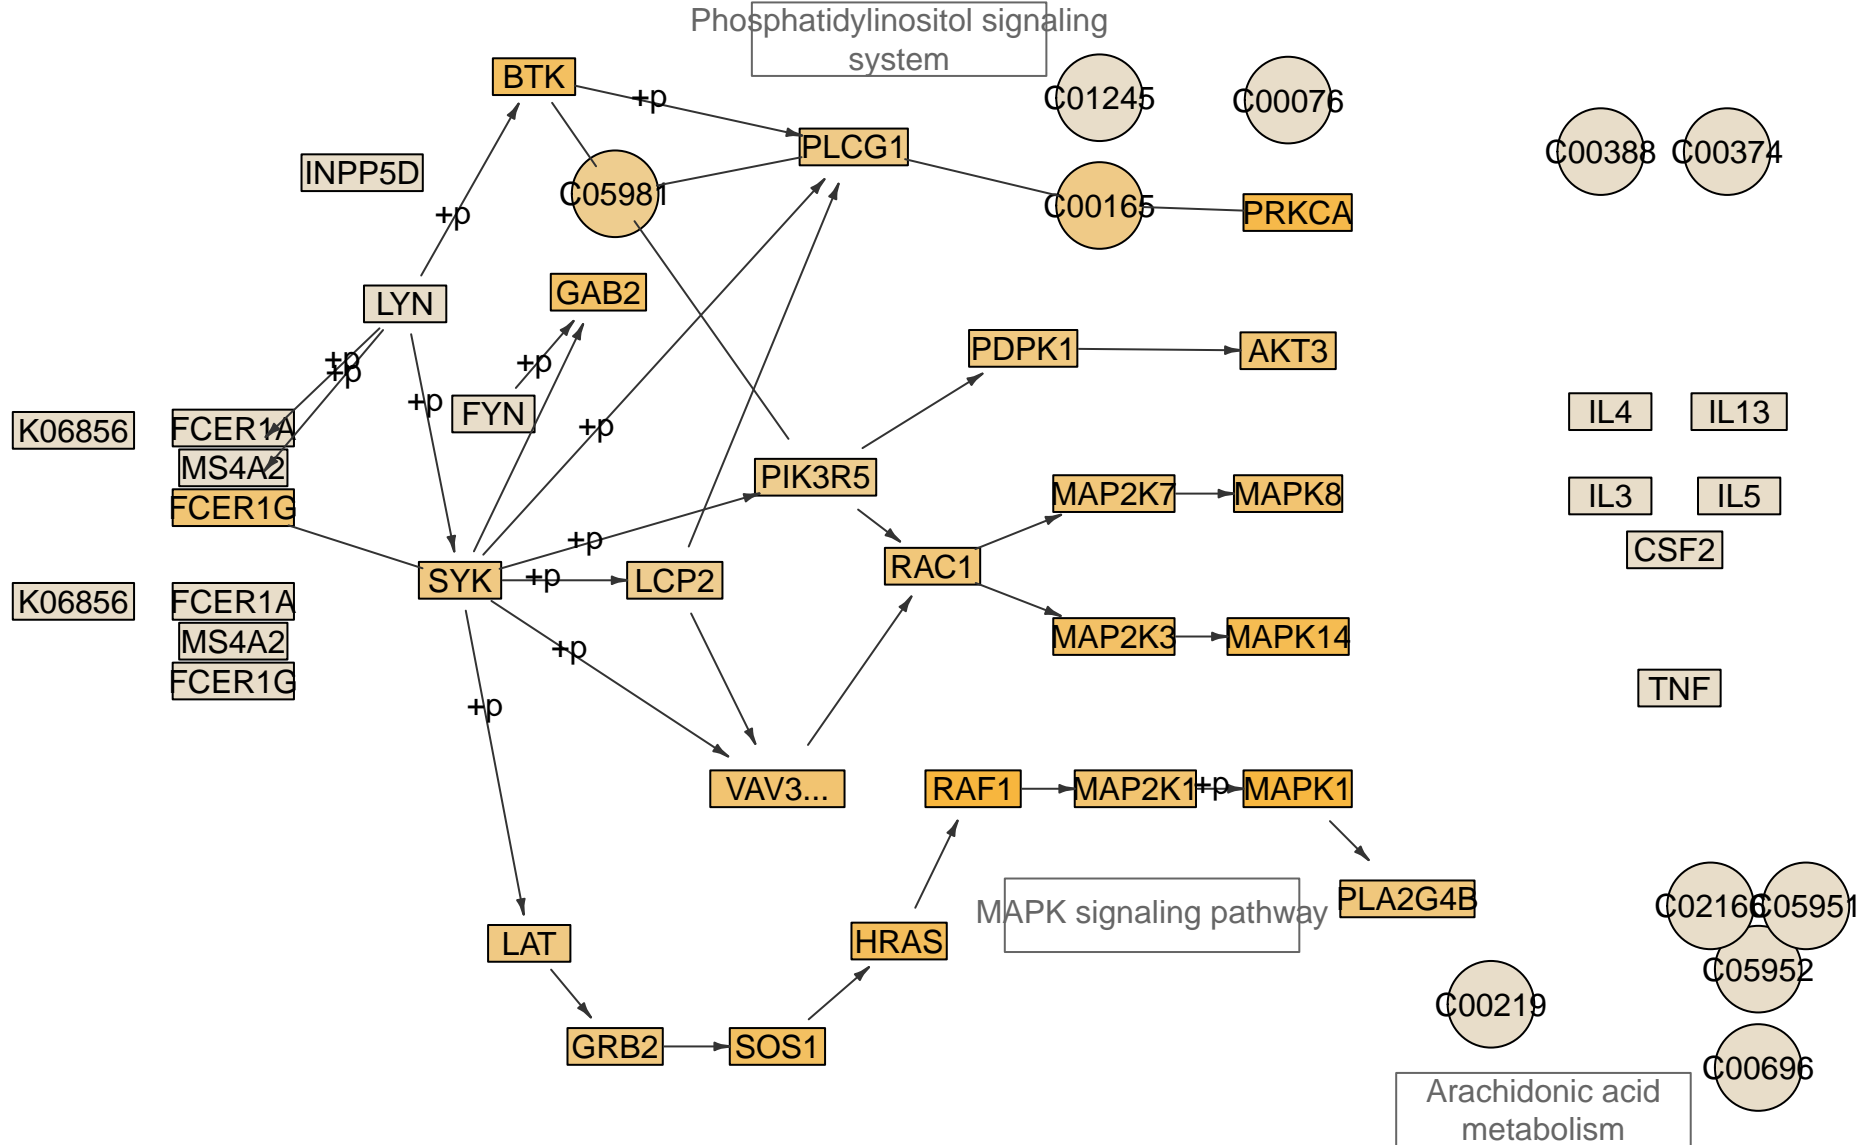 Phosphatidylinositol signaling
system
BTK
+p
C01245
C00076
PLCG1
C00388
C00374
INPP5D
C05981
C00165
PRKCA
+p
LYN
GAB2
+p
+p
+p
PDPK1
AKT3
+p
FYN
K06856
FCER1A
+p
IL4
IL13
MS4A2
PIK3R5
FCER1G
MAP2K7
MAPK8
IL3
IL5
+p
CSF2
SYK
+p
LCP2
RAC1
K06856
FCER1A
MS4A2
+p
MAP2K3
MAPK14
FCER1G
+p
TNF
VAV3...
RAF1
MAP2K1
+p
MAPK1
MAPK signaling pathway
PLA2G4B
C02166
C05951
LAT
HRAS
C05952
C00219
GRB2
SOS1
C00696
Arachidonic acid
metabolism